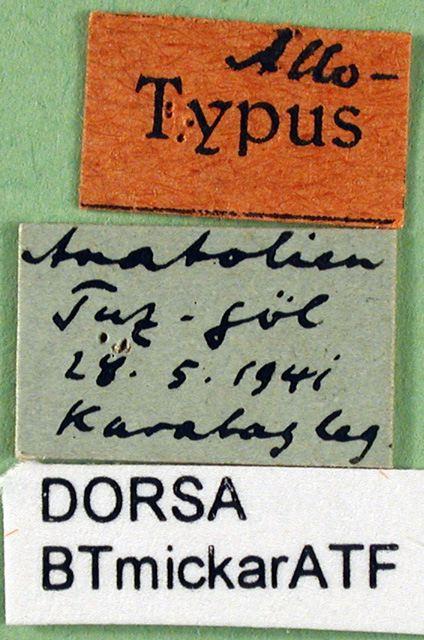 Allo-
Typus
Anatolien
Tuz-göl
28. 5. 1941
Karabag leg.
DORSA
BTmickarATF